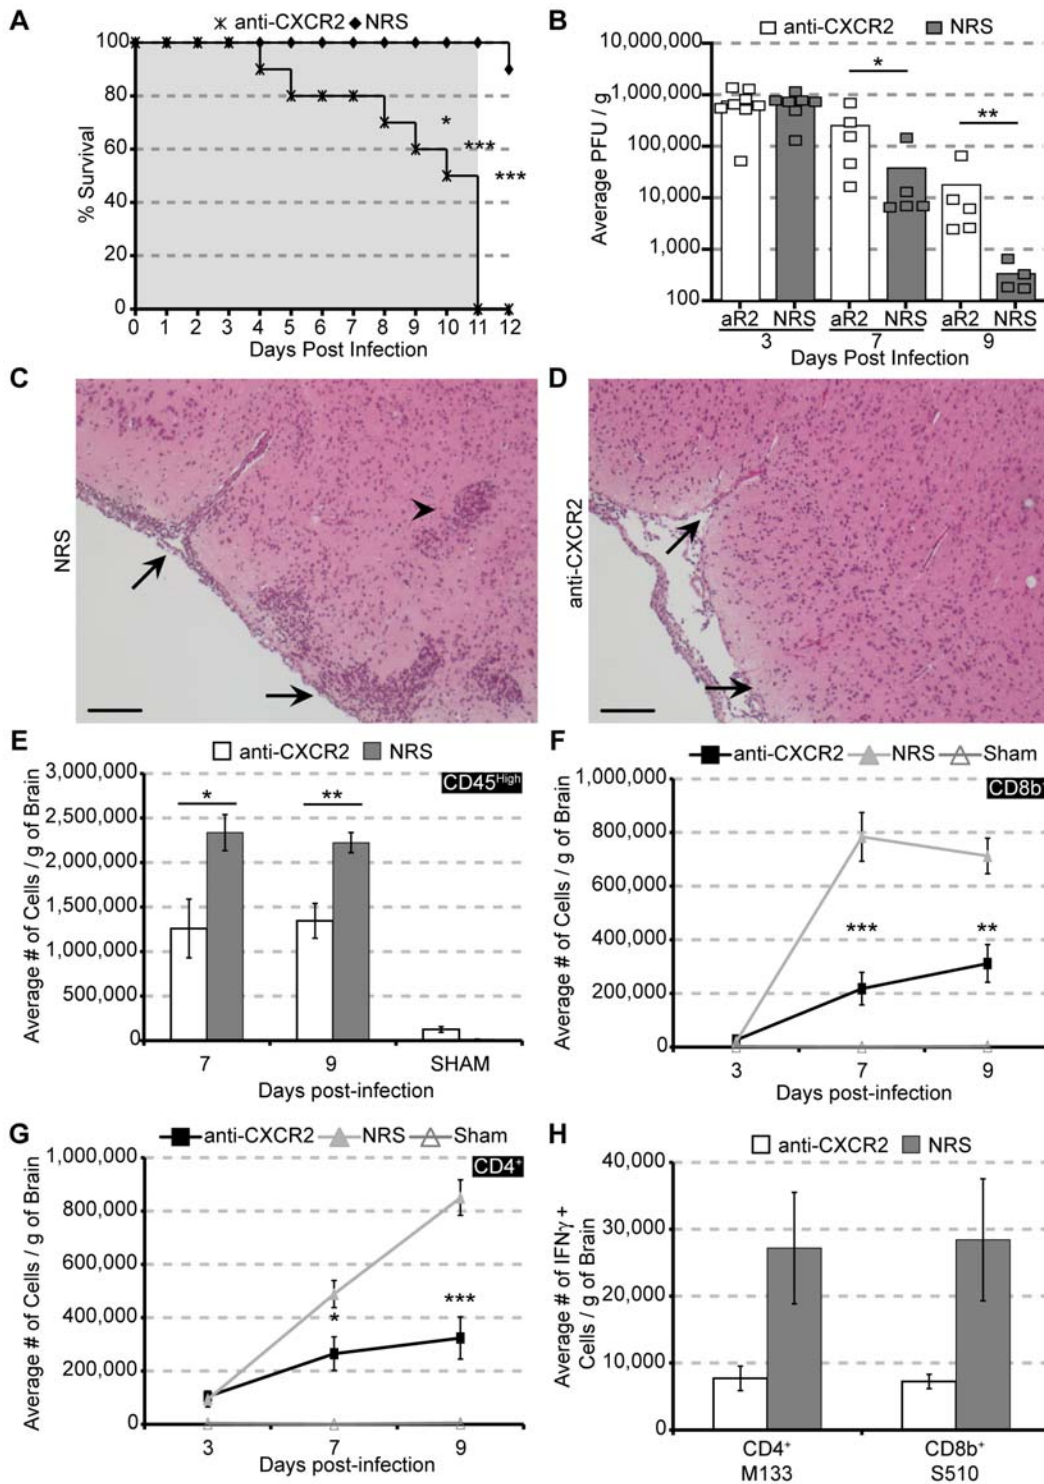 A
anti-CXCR2 NRS
% Survival
100
80
60
40
20
0
* *** ***
0 1 2 3 4 5 6 7 8 9 10 11 12
Days Post Infection
B
anti-CXCR2 NRS
Average PFU / g
10,000,000
1,000,000
100,000
10,000
1,000
100
* **
aR2 NRS aR2 NRS aR2 NRS
3 7 9
Days Post Infection
C
NRS
D
anti-CXCR2
E
anti-CXCR2 NRS
CD45High
Average # of Cells / g of Brain
3,000,000
2,500,000
2,000,000
1,500,000
1,000,000
500,000
0
* **
7 9 SHAM
Days post-infection
F
anti-CXCR2 NRS Sham
CD8b+
Average # of Cells / g of Brain
1,000,000
800,000
600,000
400,000
200,000
0
*** **
3 7 9
Days post-infection
G
anti-CXCR2 NRS Sham
CD4+
Average # of Cells / g of Brain
1,000,000
800,000
600,000
400,000
200,000
0
* ***
3 7 9
Days post-infection
H
anti-CXCR2 NRS
Average # of IFNγ +
Cells / g of Brain
40,000
30,000
20,000
10,000
0
CD4+ CD8b+
M133 S510